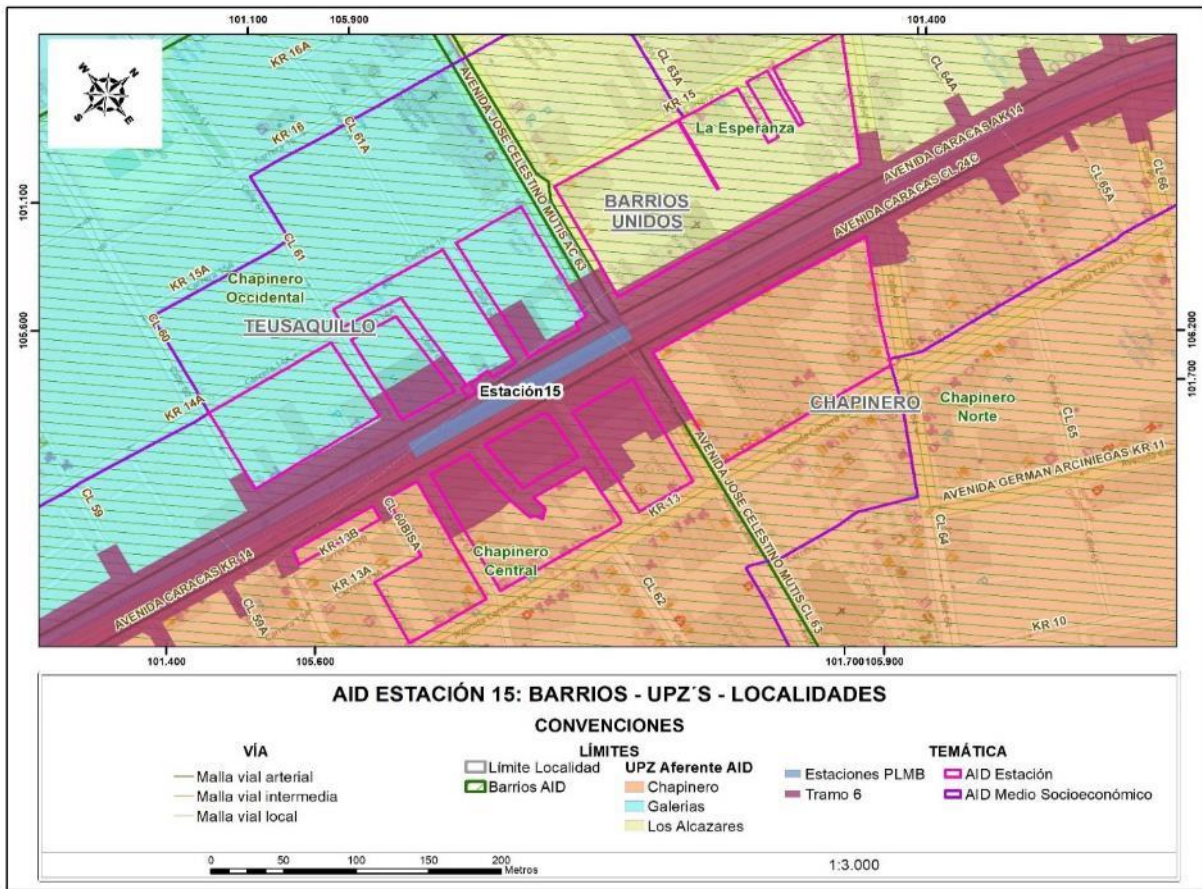 101.100
105.900
101.400
W
N
S
E
KR 16A
KR 16
CL 61A
AVENIDA JOSE CELESTINO MUTIS AC 63
CL 63A
KR 15
La Esperanza
CL 64A
AVENIDA CARACAS AK 14
AVENIDA CARACAS CL 24C
CL 65A
CL 66
101.100
BARRIOS
UNIDOS
CL 61
KR 15A
Chapinero
Occidental
TEUSAQUILLO
CL 60
105.600
106.200
101.700
Estación15
KR 14A
CHAPINERO
Chapinero
Norte
CL 65
AVENIDA JOSE CELESTINO MUTIS CL 63
AVENIDA GERMAN ARCINIEGAS KR 11
CL 59
KR 13
CL 64
CL 60BISA
KR 13B
Chapinero
Central
KR 13A
AVENIDA CARACAS KR 14
CL 59A
CL 62
KR 10
101.400
105.600
101.700
105.900
AID ESTACIÓN 15: BARRIOS - UPZ´S - LOCALIDADES
CONVENCIONES
VÍA
Malla vial arterial
Malla vial intermedia
Malla vial local
LÍMITES
Límite Localidad
Barrios AID
UPZ Aferente AID
Chapinero
Galerias
Los Alcazares
TEMÁTICA
Estaciones PLMB
Tramo 6
AID Estación
AID Medio Socioeconómico
0 50 100 150 200
Metros
1:3.000